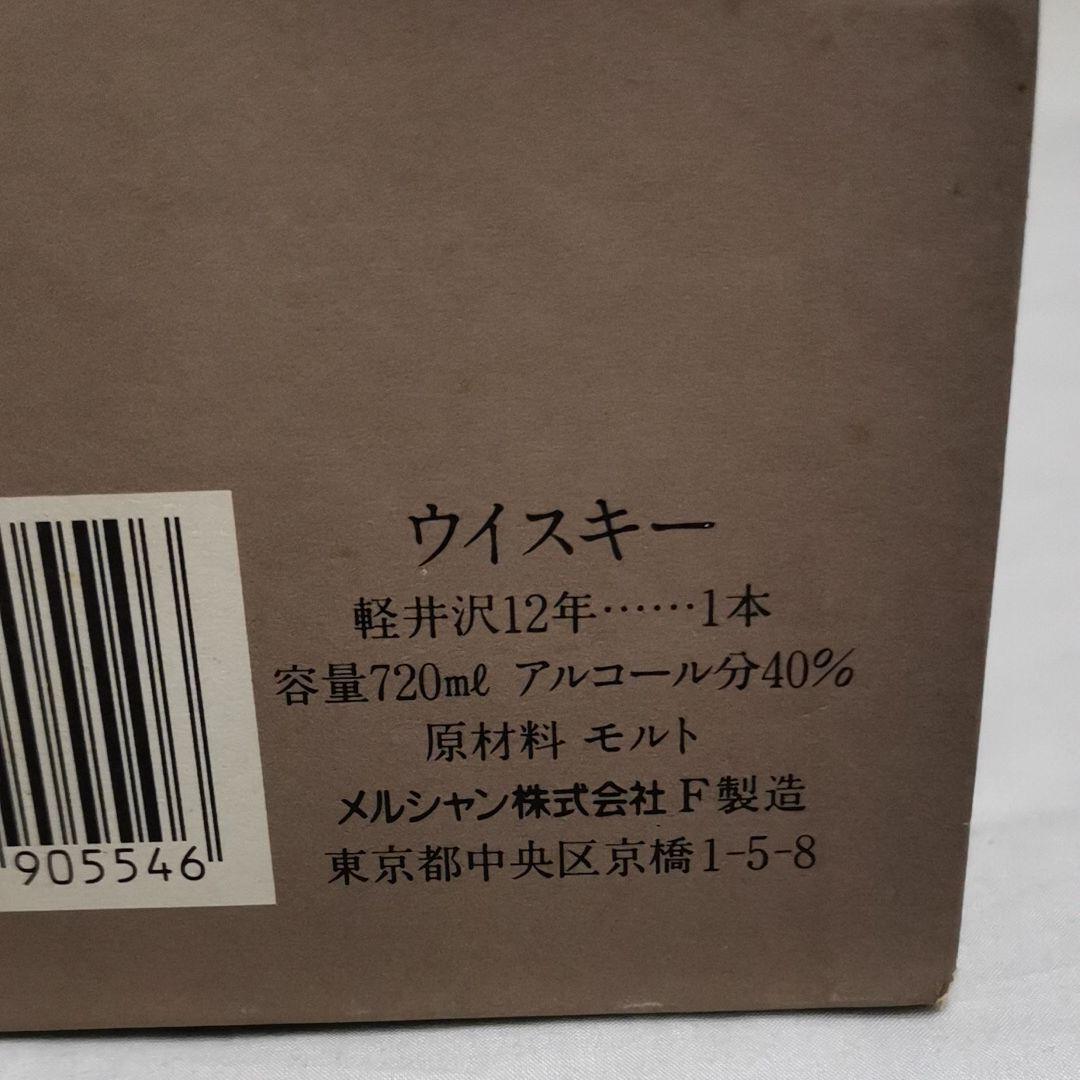 ウイスキー
軽井沢12年……1本
容量720mℓ アルコール分40%
原材料 モルト
メルシャン株式会社 F製造
東京都中央区京橋1-5-8
905546